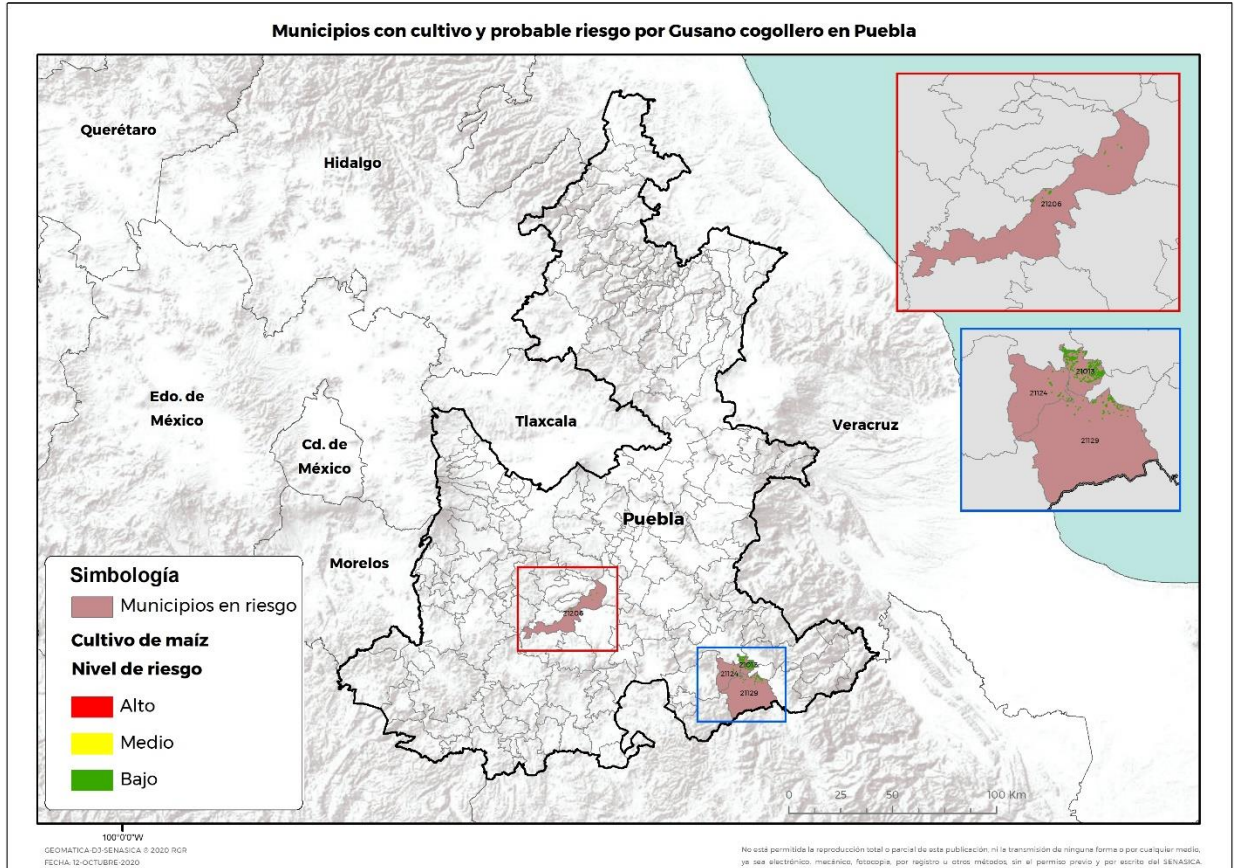 Municipios con cultivo y probable riesgo por Gusano cogollero en Puebla
Querétaro
Hidalgo
Edo. de
México
Cd. de
México
Tlaxcala
Veracruz
Morelos
Puebla
21206
21013
21124
21129
21206
21013
21124
21129
Simbología
Municipios en riesgo
Cultivo de maíz
Nivel de riesgo
Alto
Medio
Bajo
0 25 50 100 Km
100°0'0"W
GEOMATICA-DJ-SENASICA © 2020 RGR
FECHA: 12-OCTUBRE-2020
No está permitida la reproducción total o parcial de esta publicación, ni la transmisión de ninguna forma o por cualquier medio,
ya sea electrónico, mecánico, fotocopia, por registro u otros métodos, sin el permiso previo y por escrito del SENASICA.